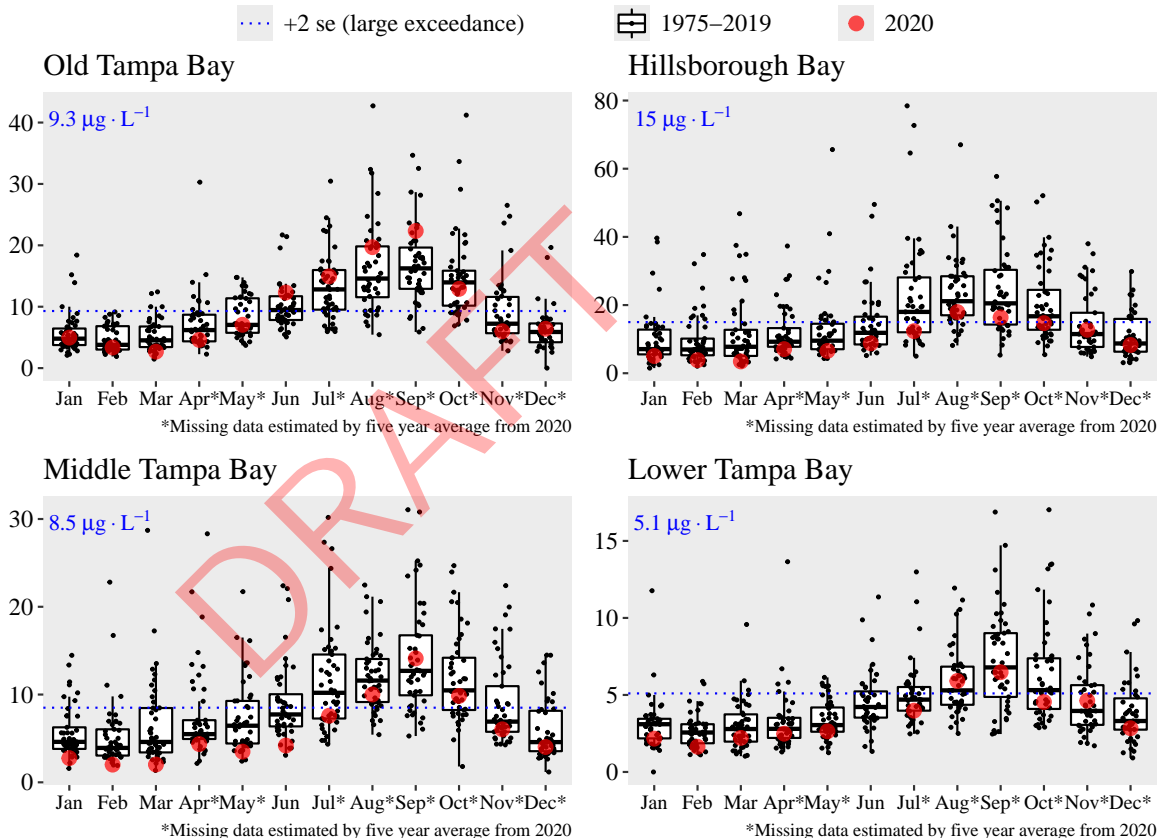 +2 se (large exceedance) 1975−2019 2020
Old Tampa Bay
9.3 μg ⋅ L−1
40
30
20
10
0
Jan Feb Mar Apr* May* Jun Jul* Aug* Sep* Oct* Nov* Dec*
*Missing data estimated by five year average from 2020
Hillsborough Bay
15 μg ⋅ L−1
80
60
40
20
0
Jan Feb Mar Apr* May* Jun Jul* Aug* Sep* Oct* Nov* Dec*
*Missing data estimated by five year average from 2020
Middle Tampa Bay
8.5 μg ⋅ L−1
30
20
10
0
Jan Feb Mar Apr* May* Jun Jul* Aug* Sep* Oct* Nov* Dec*
*Missing data estimated by five year average from 2020
Lower Tampa Bay
5.1 μg ⋅ L−1
15
10
5
0
Jan Feb Mar Apr* May* Jun Jul* Aug* Sep* Oct* Nov* Dec*
*Missing data estimated by five year average from 2020
DRAFT